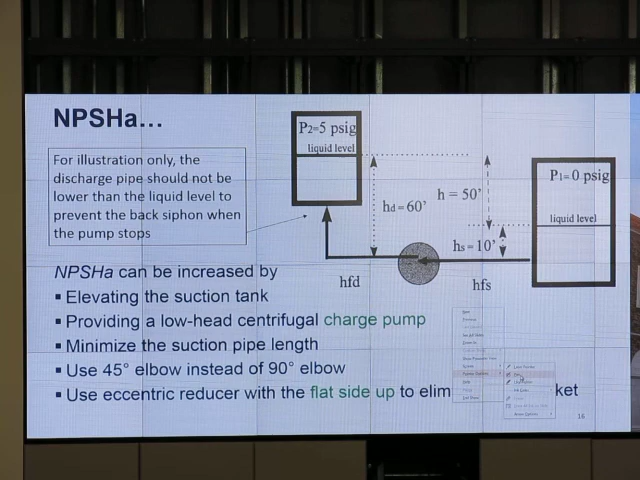 NPSHa...
For illustration only, the
discharge pipe should not be
lower than the liquid level to
prevent the back siphon when
the pump stops
P2=5 psig
liquid level
hd=60'
h = 50'
hs=10'
P1=0 psig
liquid level
hfd
hfs
NPSHa can be increased by
▪ Elevating the suction tank
▪ Providing a low-head centrifugal charge pump
▪ Minimize the suction pipe length
▪ Use 45° elbow instead of 90° elbow
▪ Use eccentric reducer with the flat side up to elim ket
16